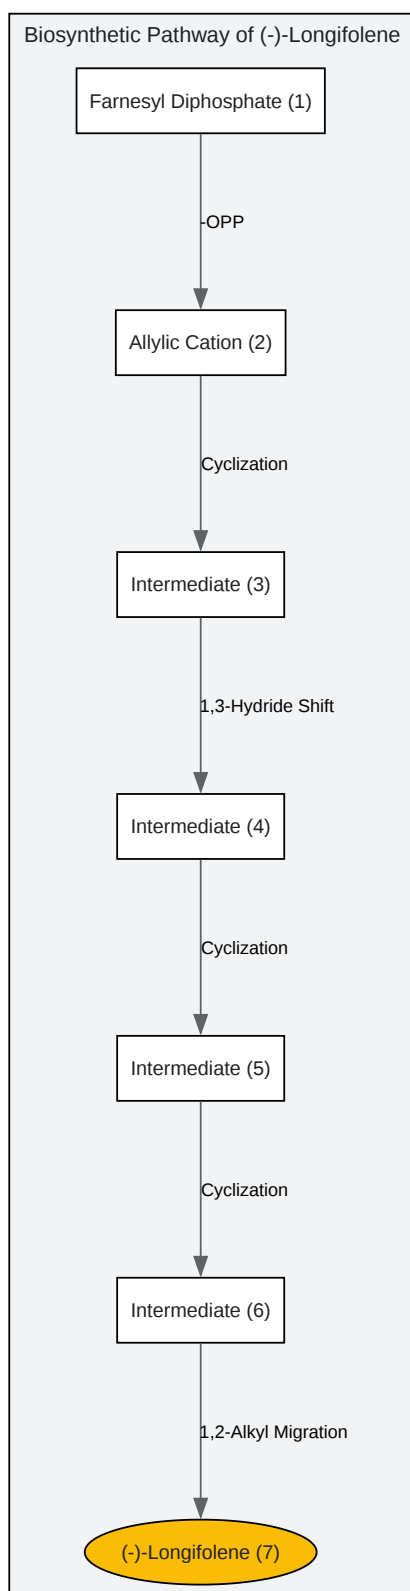 Biosynthetic Pathway of (-)-Longifolene
Farnesyl Diphosphate (1)
-OPP
Allylic Cation (2)
Cyclization
Intermediate (3)
1,3-Hydride Shift
Intermediate (4)
Cyclization
Intermediate (5)
Cyclization
Intermediate (6)
1,2-Alkyl Migration
(-)-Longifolene (7)